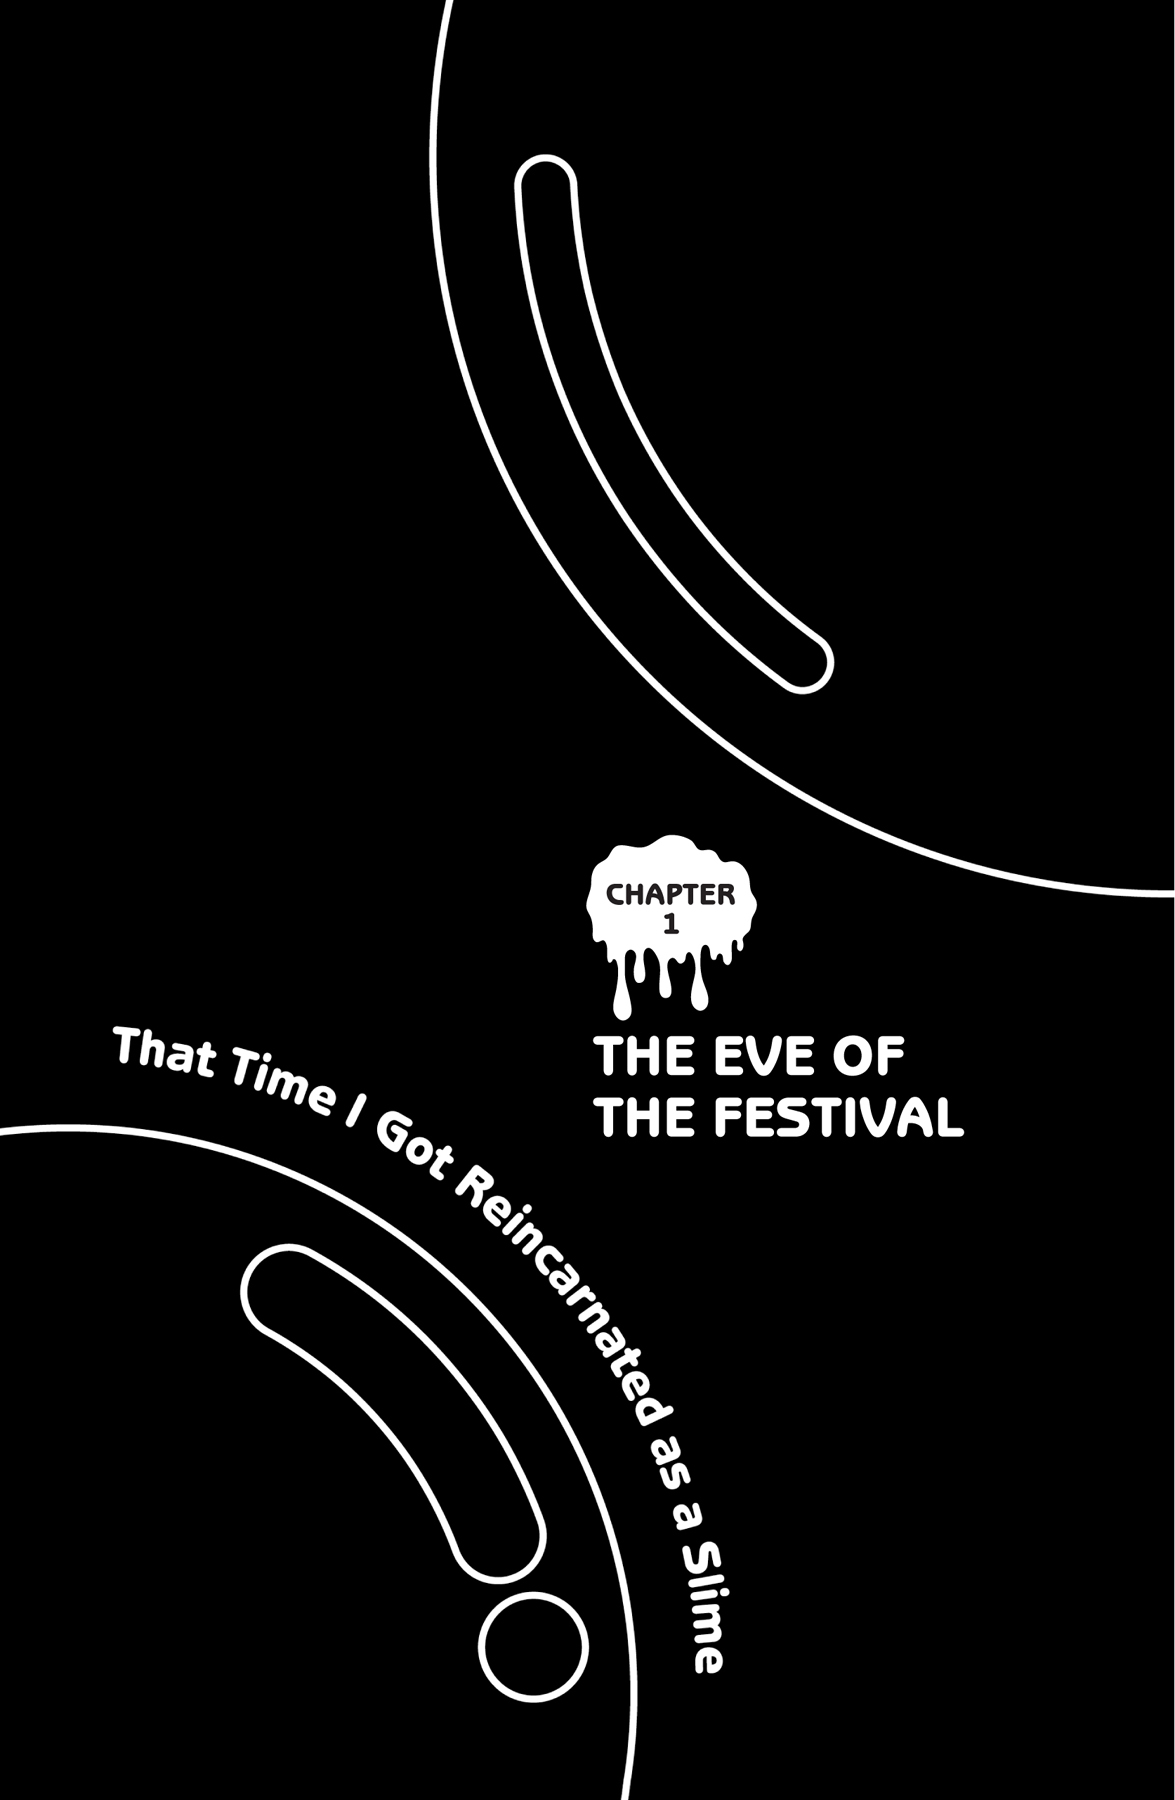 CHAPTER
1
THE EVE OF
THE FESTIVAL
That Time I Got Reincarnated as a Slime